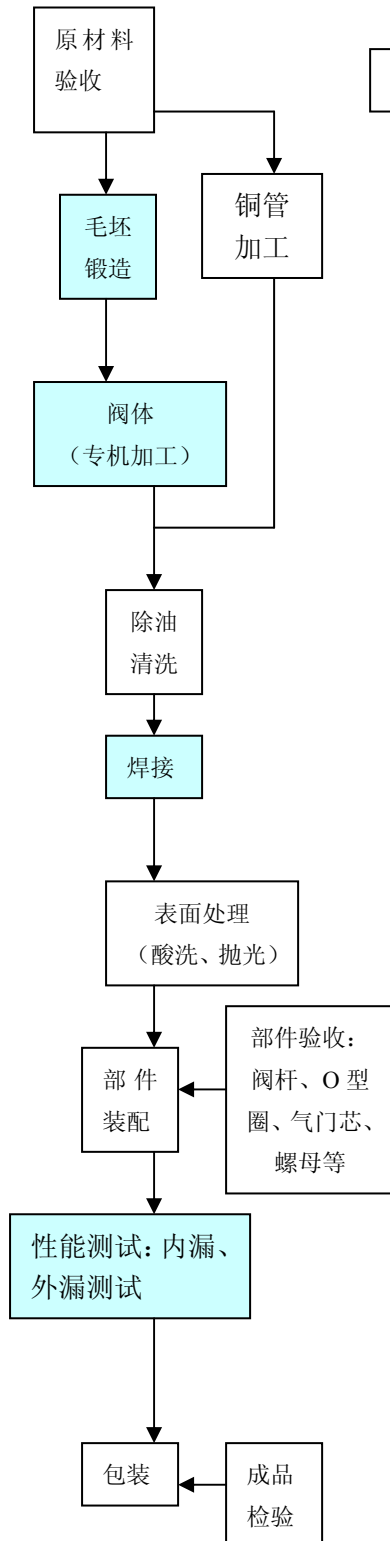 原材料
验收
铜管
加工
毛坯
锻造
阀体
（专机加工）
除油
清洗
焊接
表面处理
（酸洗、抛光）
部件验收：
阀杆、O 型
圈、气门芯、
螺母等
部 件
装配
性能测试：内漏、
外漏测试
包装
成品
检验